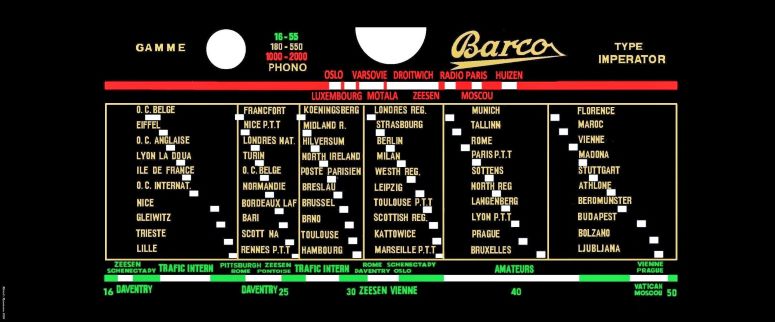 GAMME
16-55
180-550
1000-2000
PHONO
Barco
TYPE
IMPERATOR
OSLO VARSOVIE DROITWICH RADIO PARIS HUIZEN
LUXEMBOURG MOTALA ZEESEN MOSCOU
O.C.BELGE FRANCFORT KOENINGSBERG LONDRES REG. MUNICH FLORENCE
EIFFEL NICE P.T.T MIDLAND R. STRASBOURG TALLINN MAROC
O.C. ANGLAISE LONDRES NAT. HILVERSUM BERLIN ROME VIENNE
LYON LA DOUA TURIN NORTH IRELAND MILAN PARIS P.T.T MADONA
ILE DE FRANCE O.C.BELGE POSTE PARISIEN WESTH REG. SOTTENS STUTTGART
O.C. INTERNAT. NORMANDIE BRESLAU LEIPZIG NORTH REG ATHLONE
NICE BORDEAUX LAF BRUSSEL TOULOUSE P.T.T LANGENBERG BEROMUNSTER
GLEIWITZ BARI BRNO SCOTTISH REG. LYON P.T.T BUDAPEST
TRIESTE SCOTT NA TOULOUSE KATTOWICE PRAGUE BOLZANO
LILLE RENNES P.T.T HAMBOURG MARSEILLE P.T.T BRUXELLES LJUBLJANA
ZEESEN PITTSBURGH ZEESEN ROME SCHENECTADY VIENNE
SCHENECTADY TRAFIC INTERN ROME PONTOISE TRAFIC INTERN DAVENTRY OSLO AMATEURS PRAGUE
16 DAVENTRY DAVENTRY 25 30 ZEESEN VIENNE 40 VATICAN MOSCOU 50